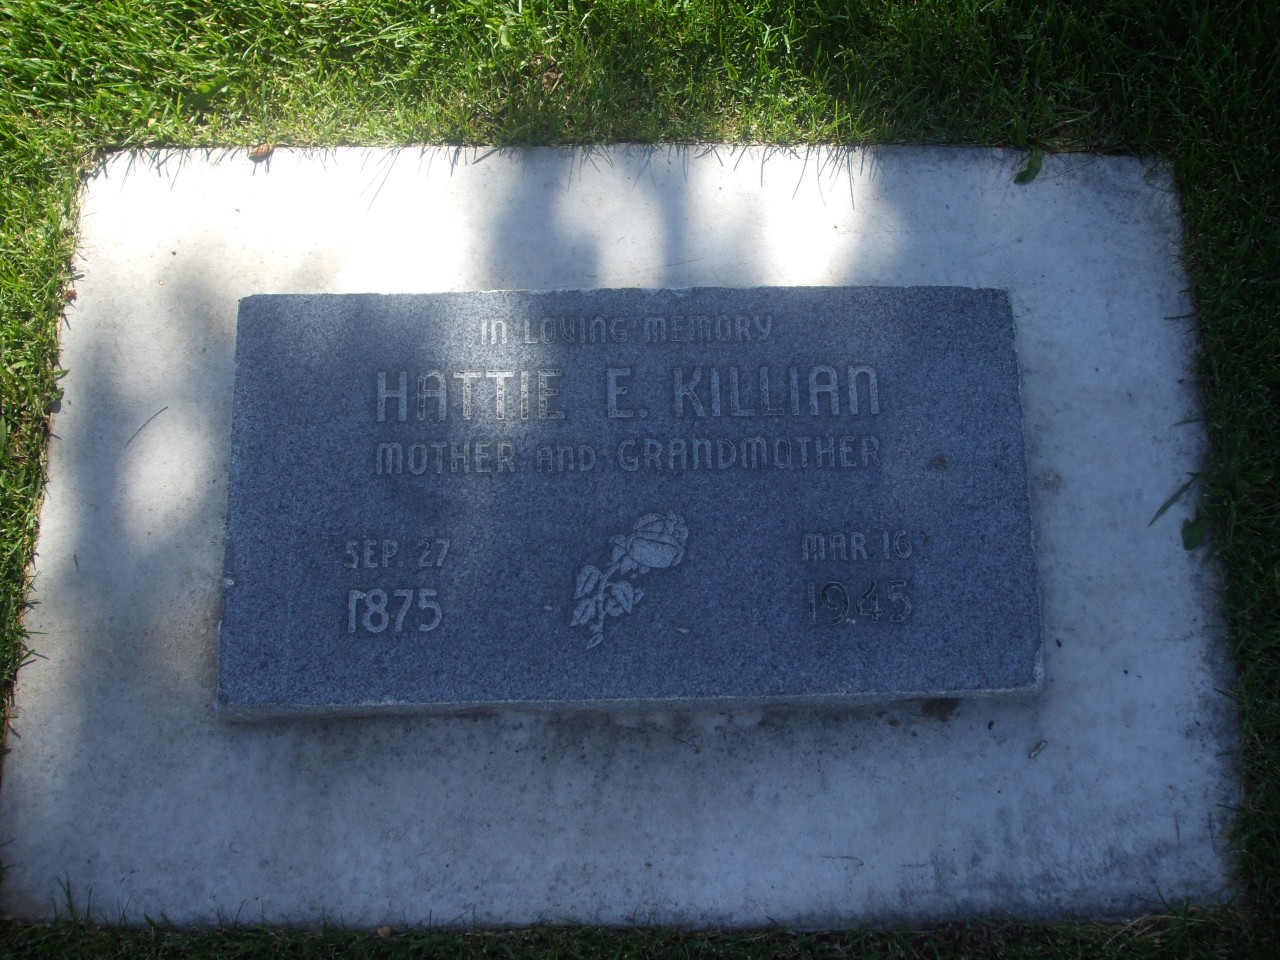 IN LOVING MEMORY
HATTIE E. KILLIAN
MOTHER AND GRANDMOTHER
SEP. 27 MAR. 16
1875 1945